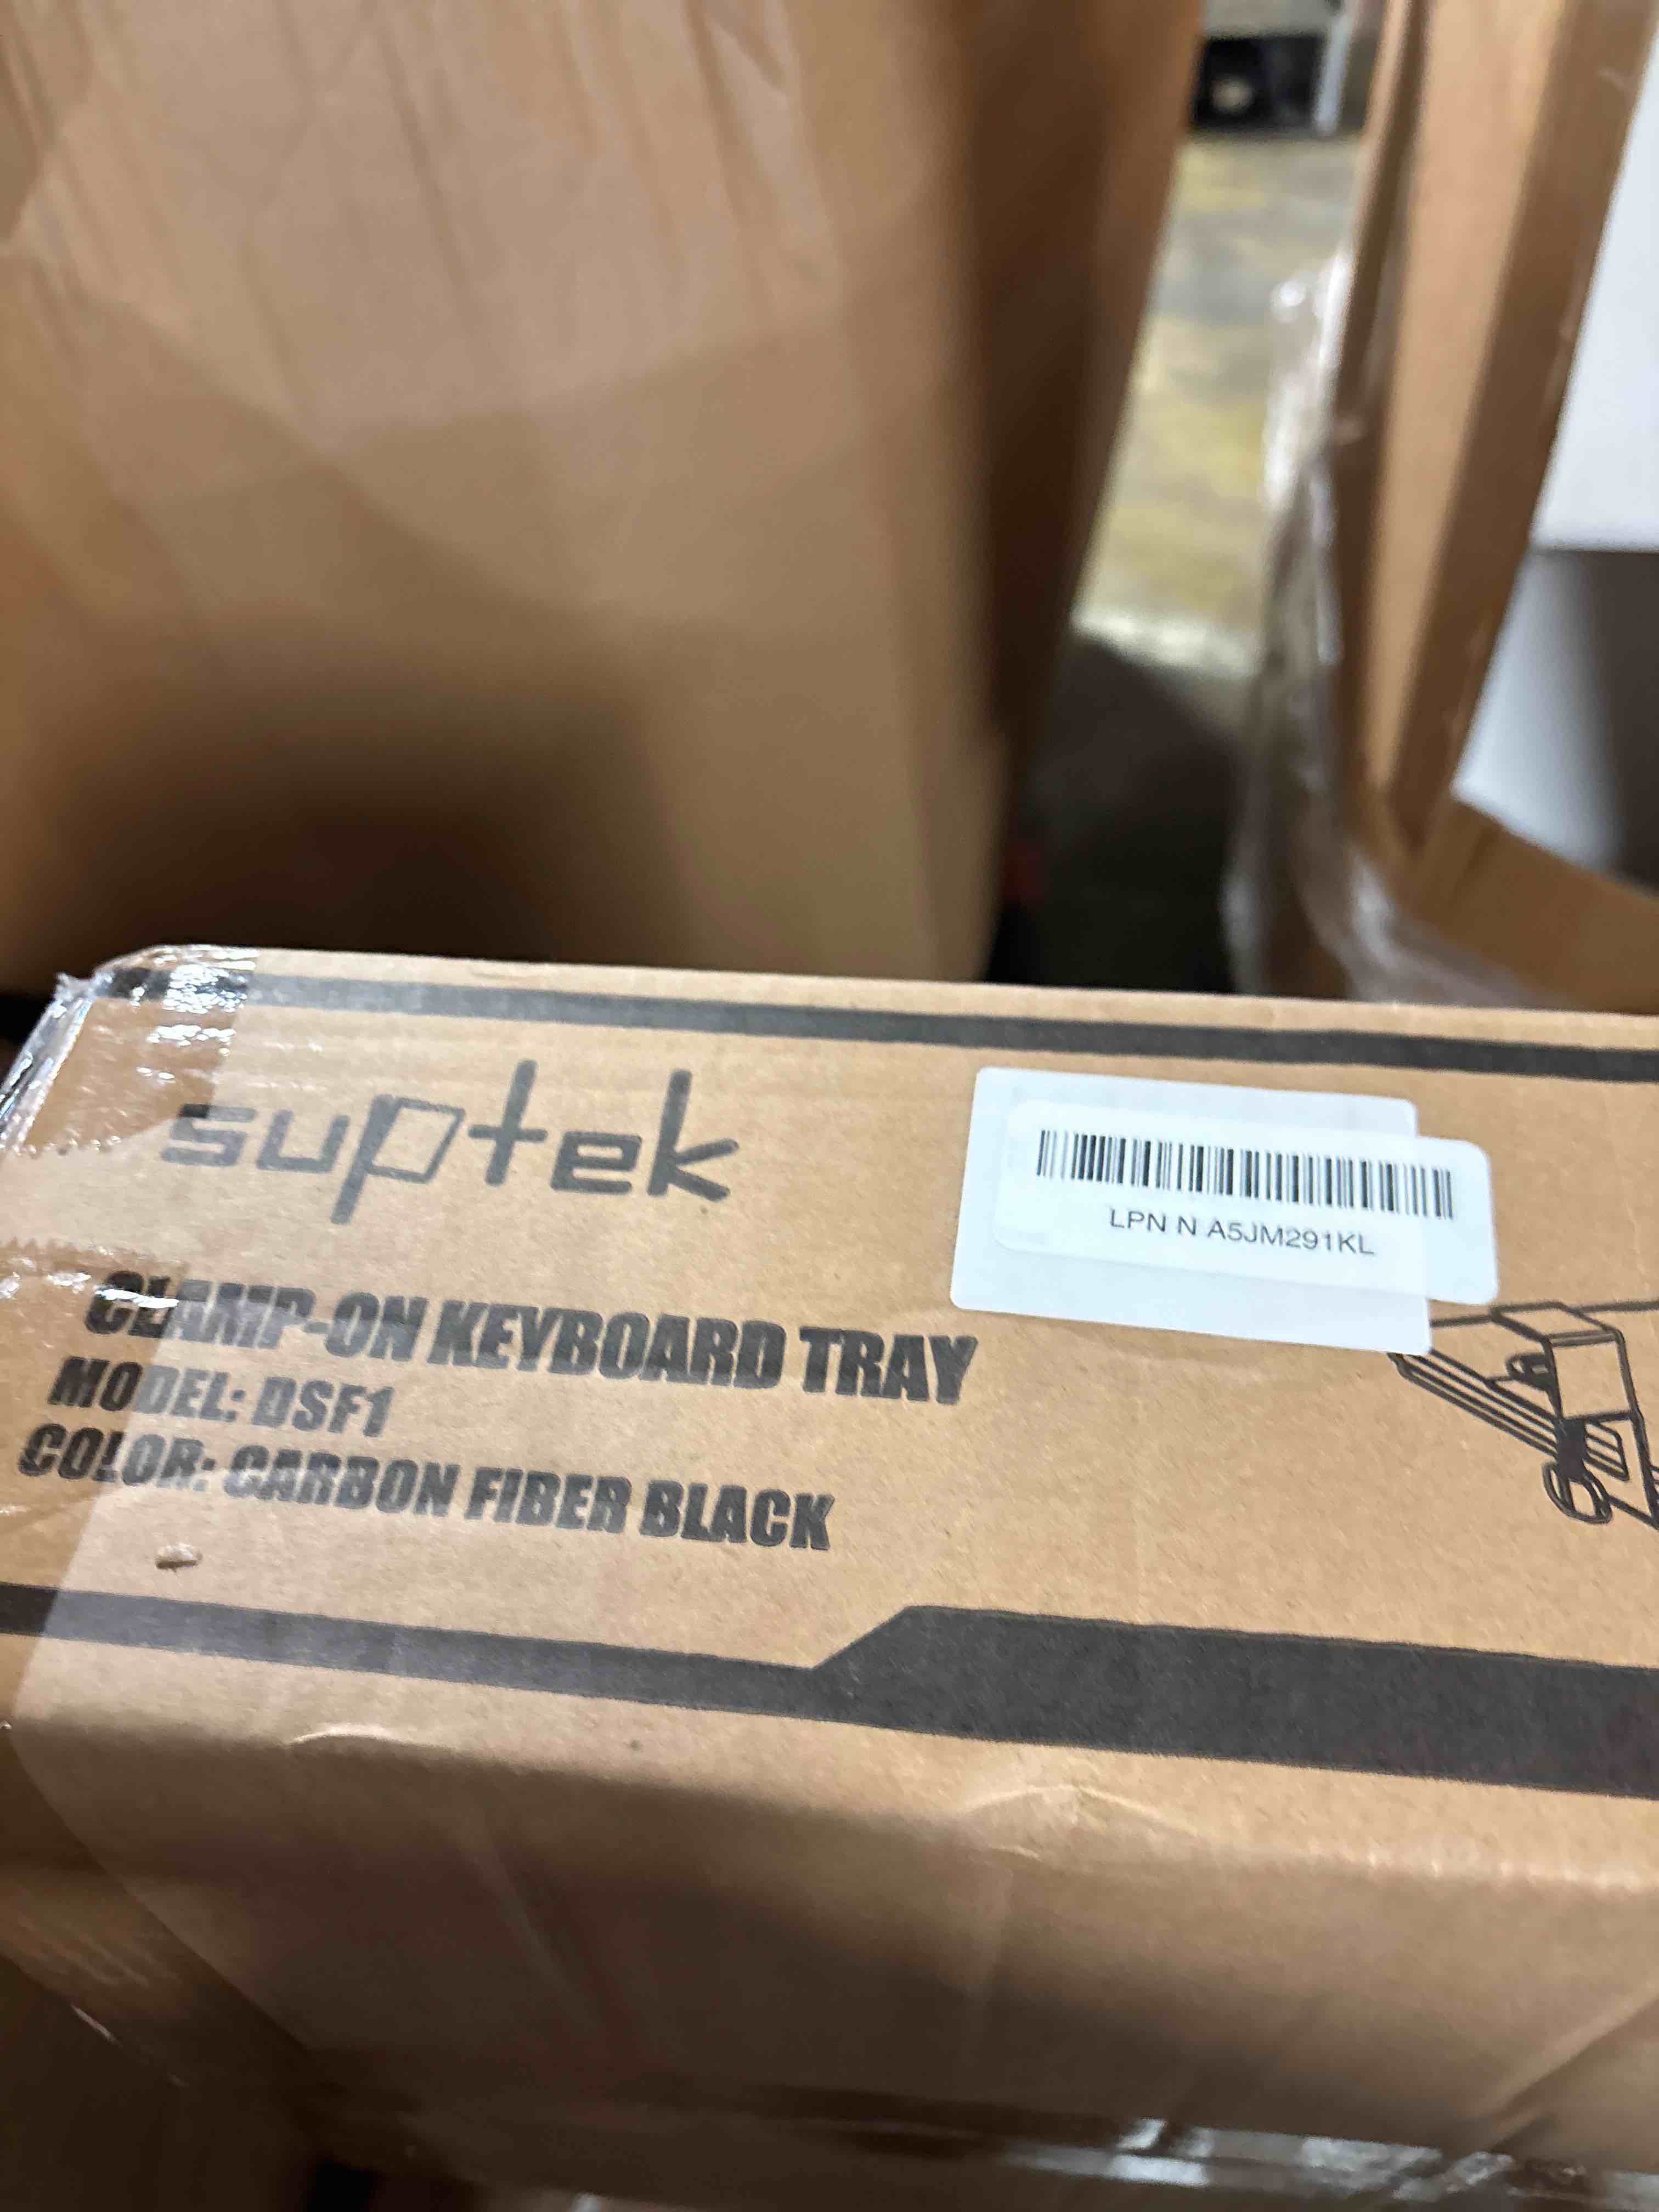 suptek
LPN N A5JM291KL
CLAMP-ON KEYBOARD TRAY
MODEL: DSF1
COLOR: CARBON FIBER BLACK